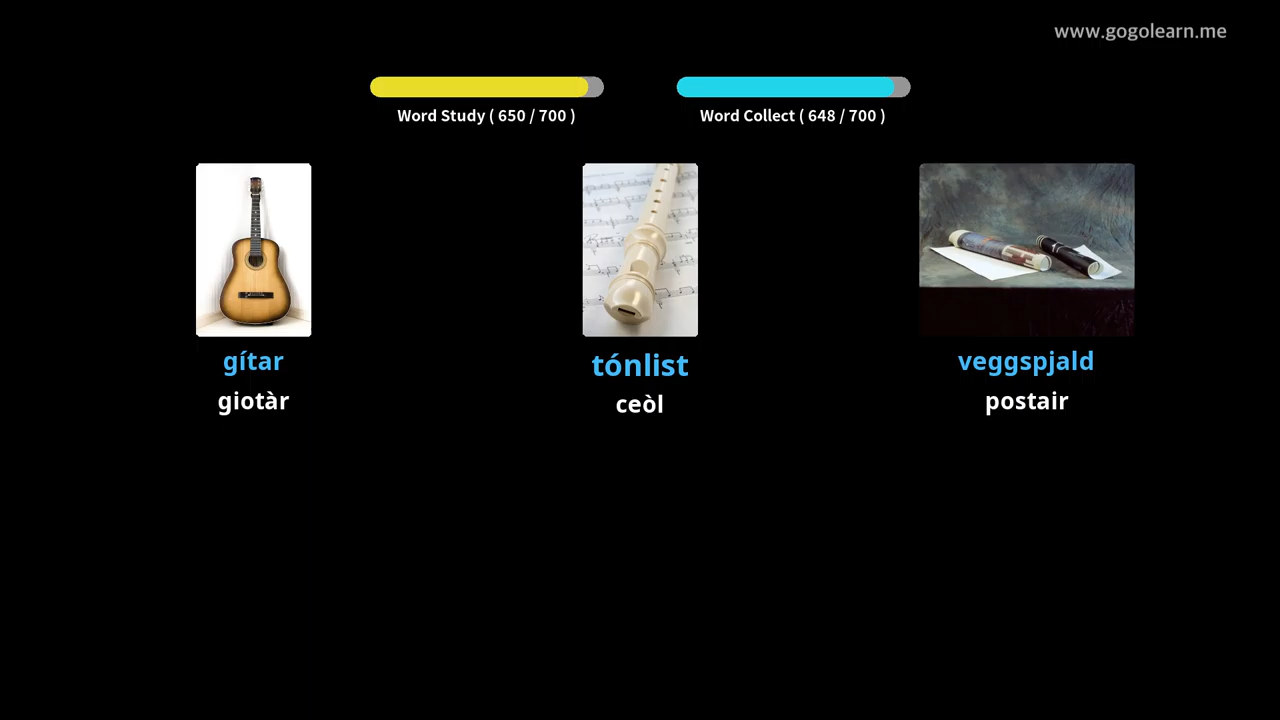 www.gogolearn.me
Word Study ( 650 / 700 )
Word Collect ( 648 / 700 )
gítar
giotàr
tónlist
ceòl
veggspjald
postair